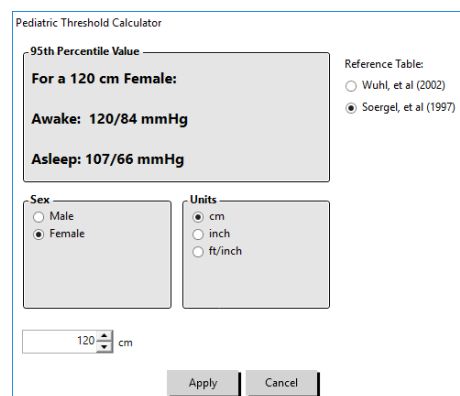 Pediatric Threshold Calculator
95th Percentile Value
For a 120 cm Female:
Awake: 120/84 mmHg
Asleep: 107/66 mmHg
Reference Table:
Wuhl, et al (2002)
Soergel, et al (1997)
Sex
Male
Female
Units
cm
inch
ft/inch
120 cm
Apply Cancel